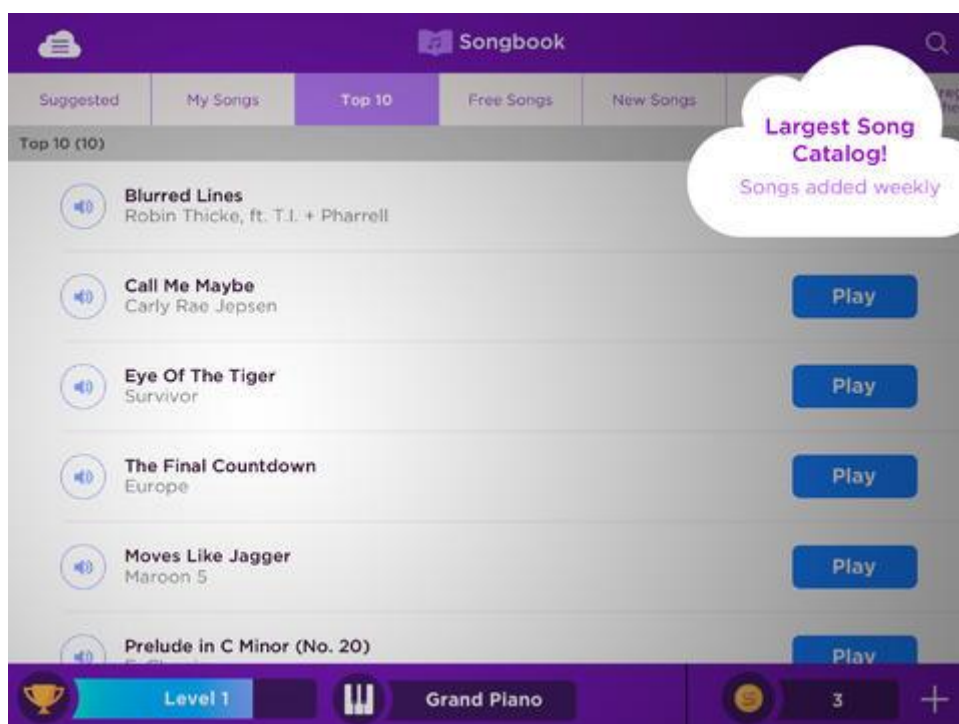 Songbook
Suggested
My Songs
Top 10
Free Songs
New Songs
Largest Song
Catalog!
Songs added weekly
Top 10 (10)
Blurred Lines
Robin Thicke, ft. T.I. + Pharrell
Call Me Maybe
Carly Rae Jepsen
Play
Eye Of The Tiger
Survivor
Play
The Final Countdown
Europe
Play
Moves Like Jagger
Maroon 5
Play
Prelude in C Minor (No. 20)
Play
Level 1
Grand Piano
S
3